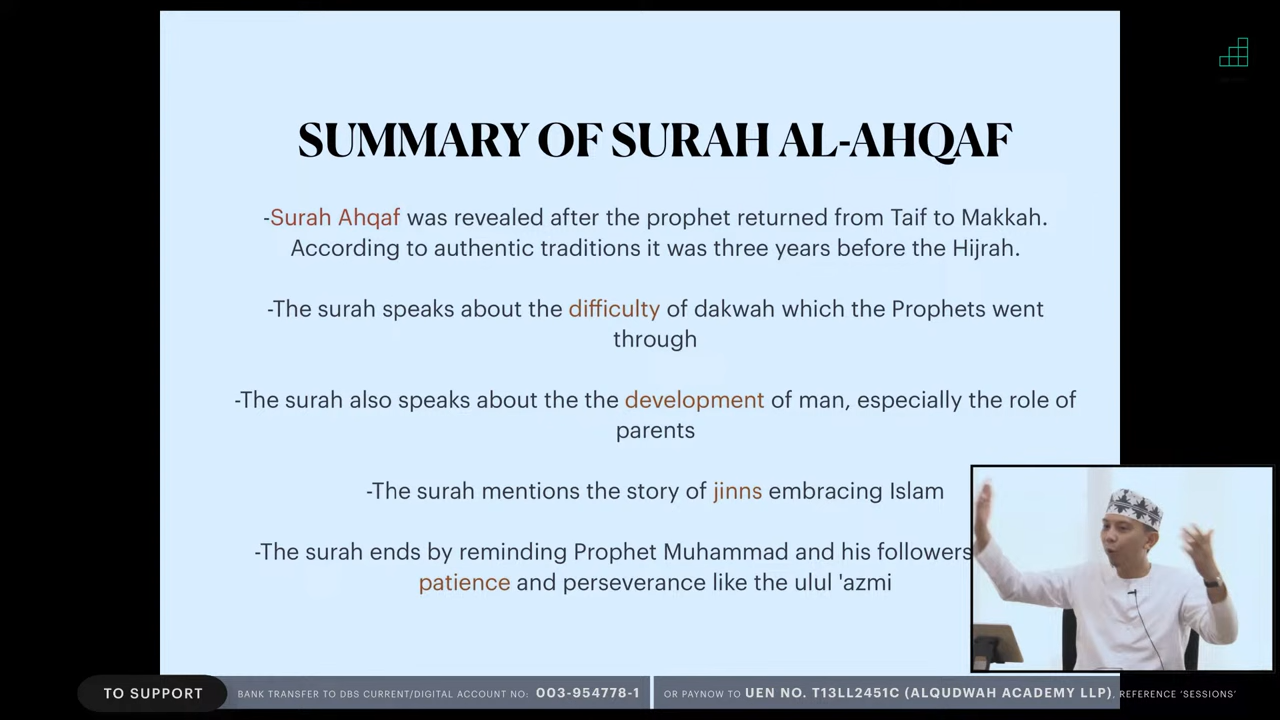 SUMMARY OF SURAH AL-AHQAF
-Surah Ahqaf was revealed after the prophet returned from Taif to Makkah.
According to authentic traditions it was three years before the Hijrah.
-The surah speaks about the difficulty of dakwah which the Prophets went
through
-The surah also speaks about the the development of man, especially the role of
parents
-The surah mentions the story of jinns embracing Islam
-The surah ends by reminding Prophet Muhammad and his followers
patience and perseverance like the ulul 'azmi
TO SUPPORT BANK TRANSFER TO DBS CURRENT/DIGITAL ACCOUNT NO: 003-954778-1 OR PAYNOW TO UEN NO. T13LL2451C (ALQUDWAH ACADEMY LLP), REFERENCE 'SESSIONS'